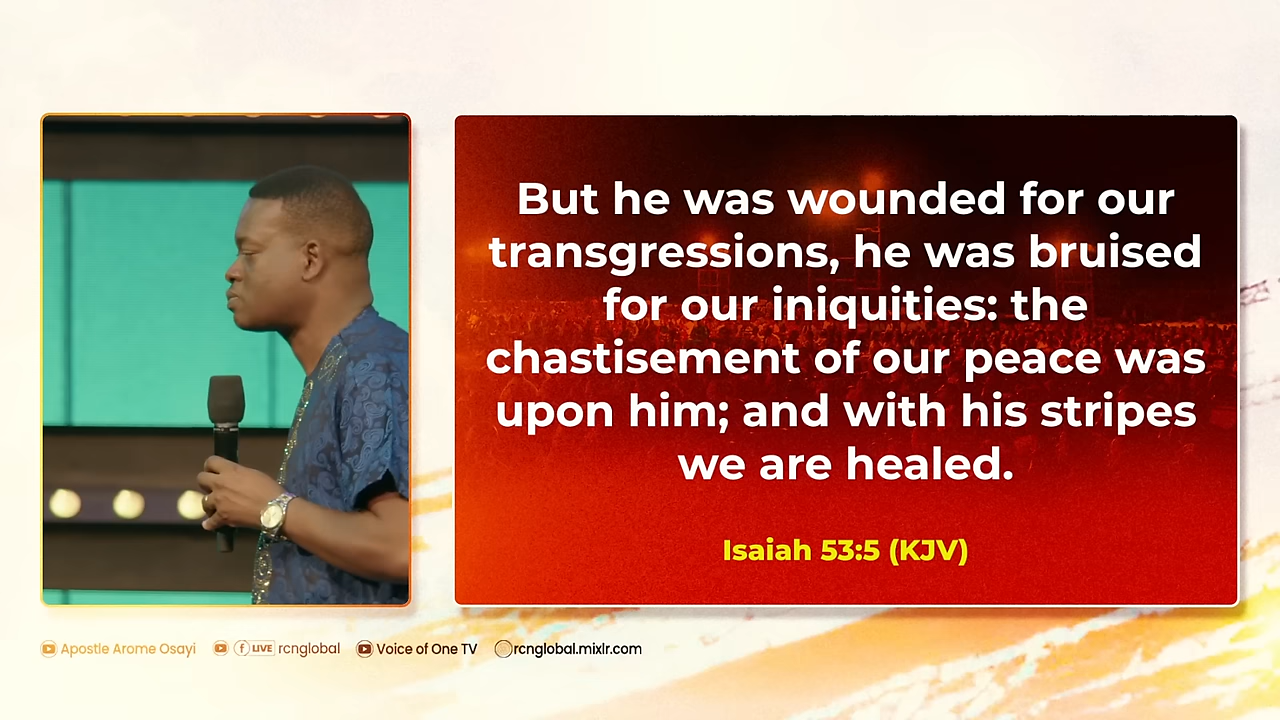 But he was wounded for our
transgressions, he was bruised
for our iniquities: the
chastisement of our peace was
upon him; and with his stripes
we are healed.
Isaiah 53:5 (KJV)
Apostle Arome Osayi LIVE rcnglobal Voice of One TV rcnglobal.mixlr.com